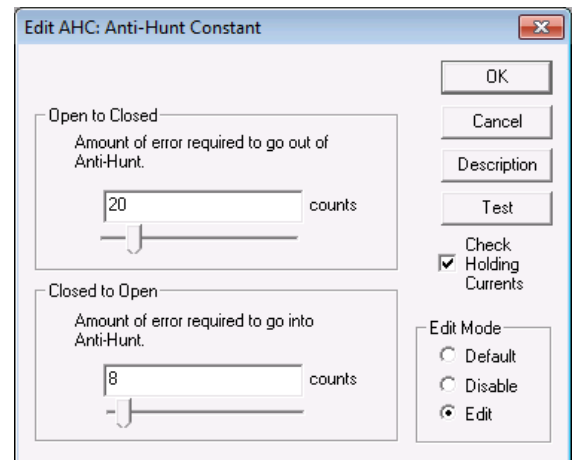 Edit AHC: Anti-Hunt Constant
OK
Cancel
Description
Test
Check
Holding
Currents
Open to Closed
Amount of error required to go out of
Anti-Hunt.
20 counts
Closed to Open
Amount of error required to go into
Anti-Hunt.
8 counts
Edit Mode
Default
Disable
Edit